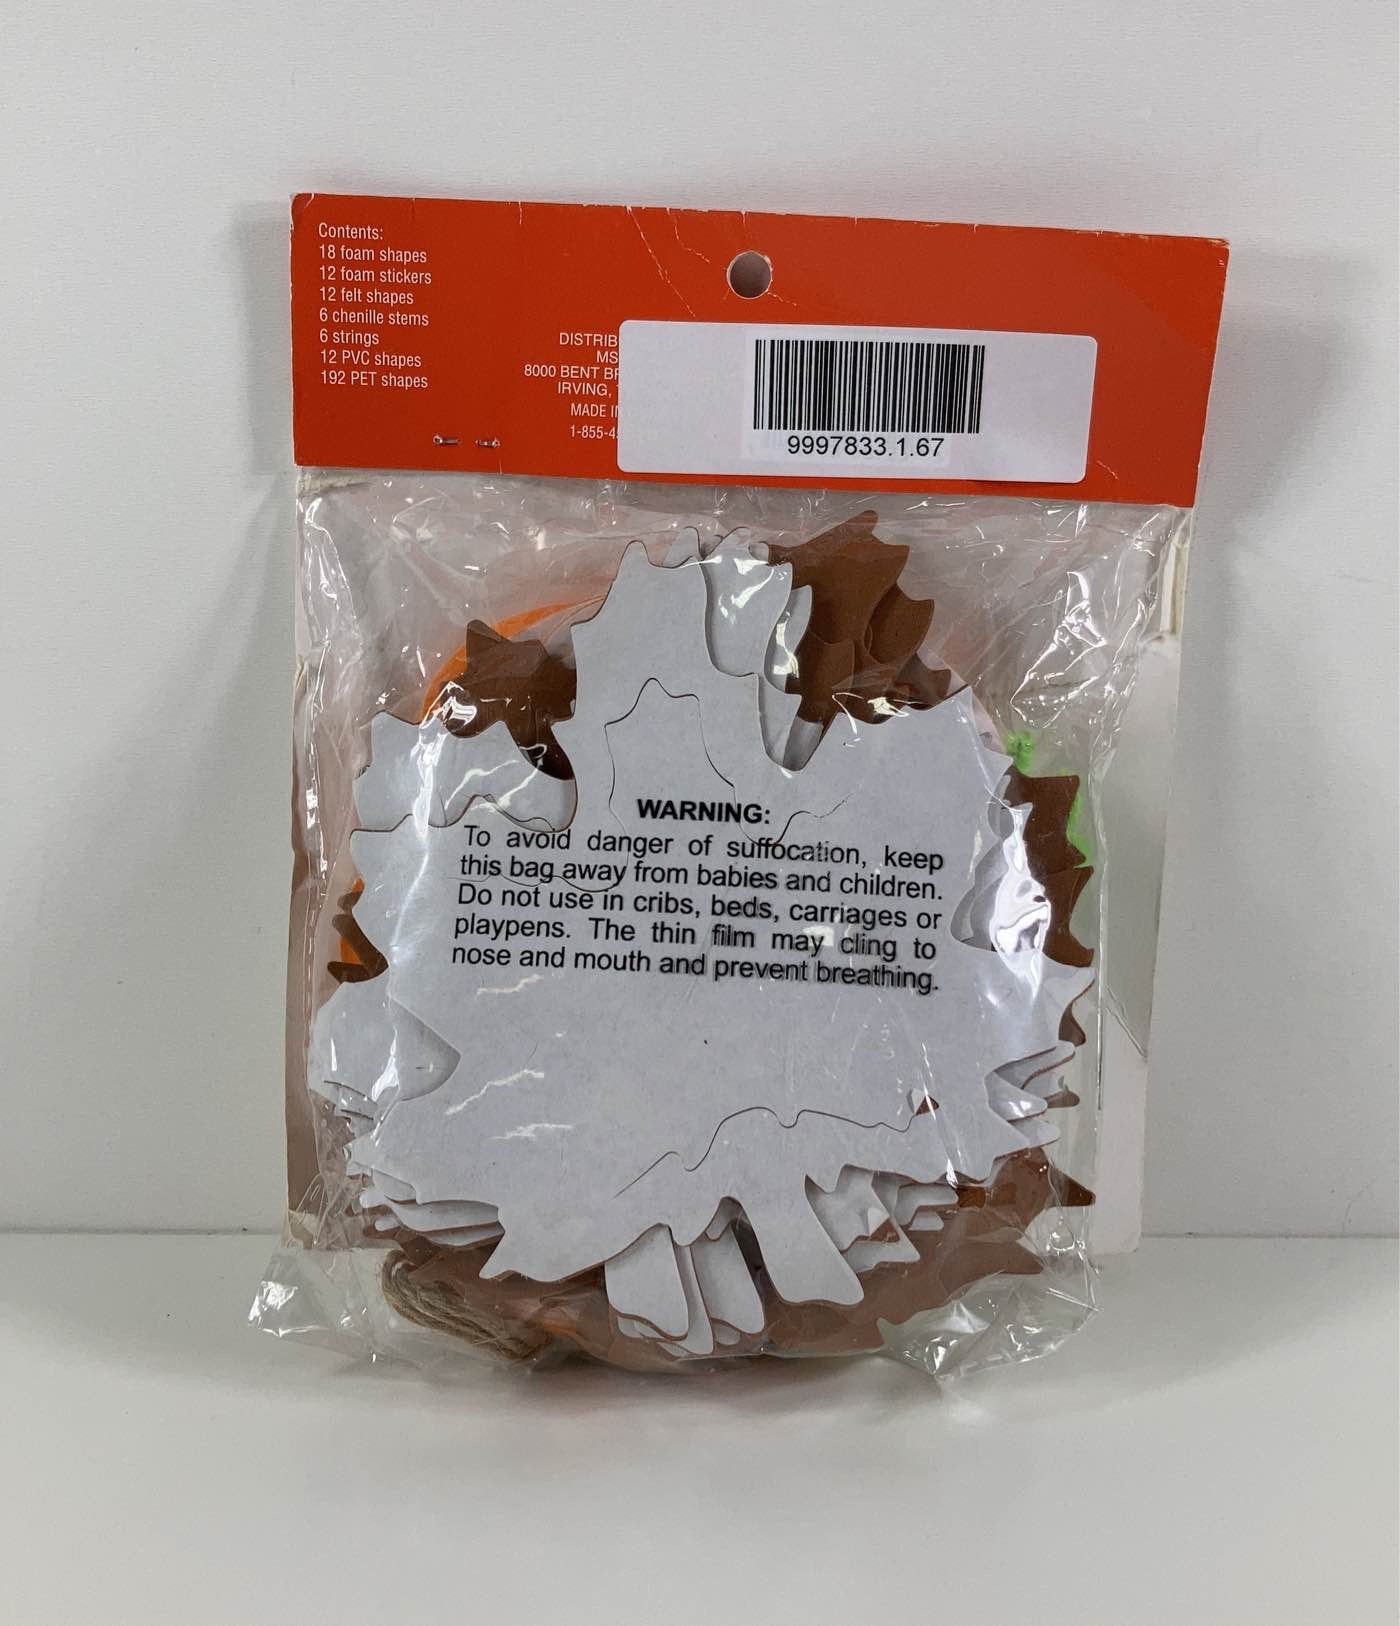 Contents:
18 foam shapes
12 foam stickers
12 felt shapes
6 chenille stems
6 strings
12 PVC shapes
192 PET shapes
DISTRIB
MS
8000 BENT
IRVING,
MADE
1-855-4
9997833.1.67
WARNING:
To avoid danger of suffocation, keep
this bag away from babies and children.
Do not use in cribs, beds, carriages or
playpens. The thin film may cling to
nose and mouth and prevent breathing.